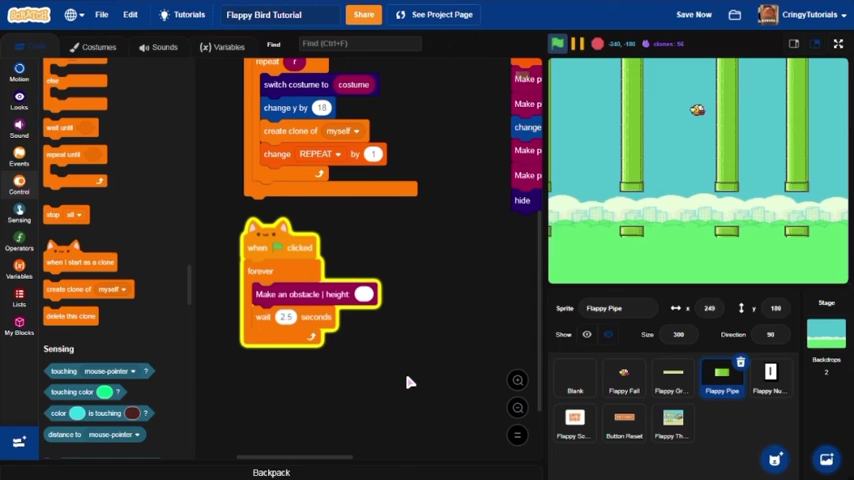 SCRATCH
File
Edit
Tutorials
Flappy Bird Tutorial
Share
See Project Page
Save Now
CringyTutorials
Code
Costumes
Sounds
Variables
Find
Find (Ctrl+F)
-240, -180
clones: 56
Motion
Looks
Sound
Events
Control
Sensing
Operators
Variables
Lists
My Blocks
else
wait until
repeat until
stop all
when I start as a clone
create clone of myself
delete this clone
Sensing
touching mouse-pointer ?
touching color ?
color is touching ?
distance to mouse-pointer
repeat r
switch costume to costume
change y by 18
create clone of myself
change REPEAT by 1
when clicked
forever
Make an obstacle | height
wait 2.5 seconds
Make p
Make p
change
Make p
Make p
hide
Backpack
Sprite
Flappy Pipe
x 249
y 180
Show
Size 300
Direction 90
Stage
Backdrops
2
Blank
Flappy Fall
Flappy Gr...
Flappy Pipe
Flappy Nu...
Flappy Sc...
Button Reset
Flappy Th...